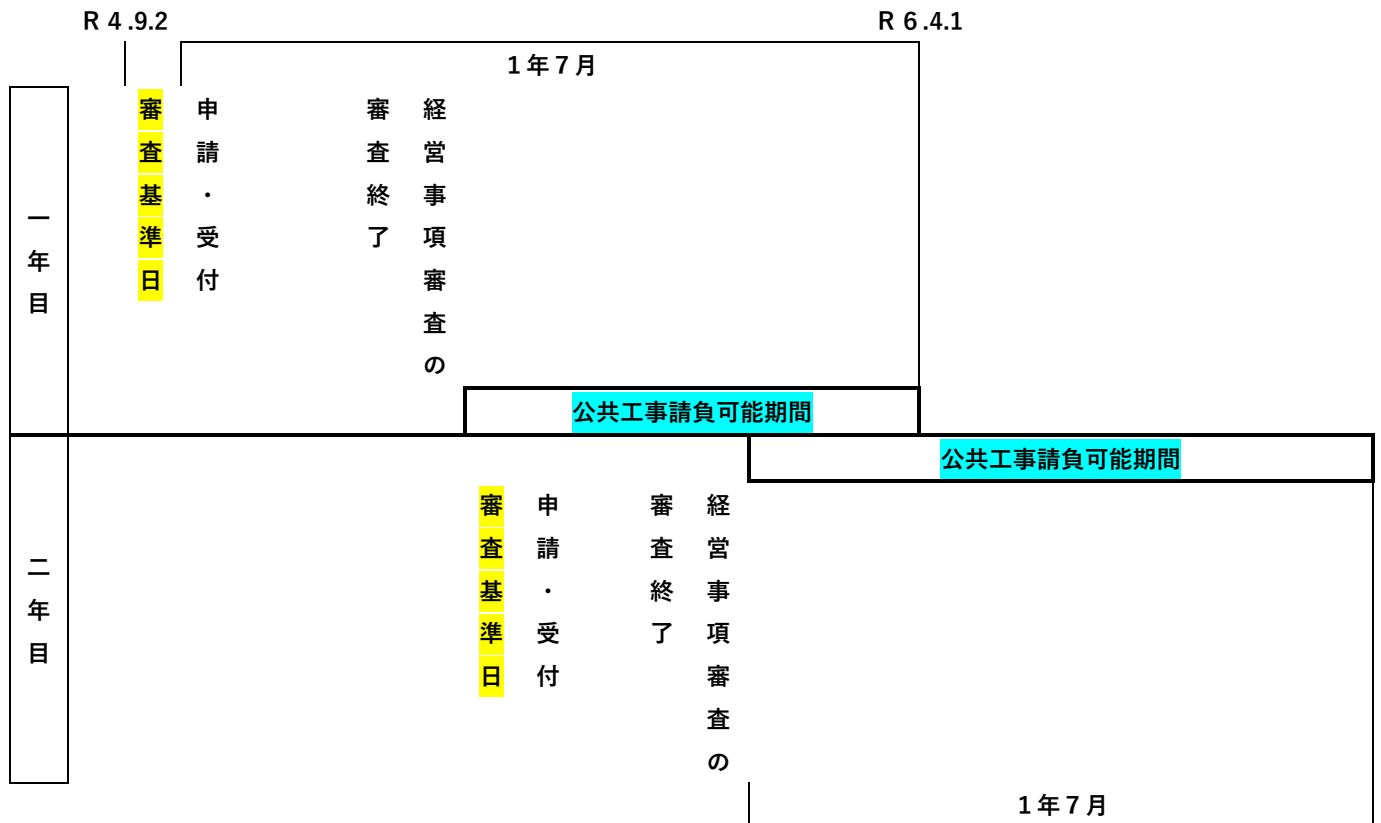 R 4.9.2
R 6.4.1
1年7月
一年目
審査基準日
申請・受付
経営事項審査の
審査終了
公共工事請負可能期間
公共工事請負可能期間
二年目
審査基準日
申請・受付
経営事項審査の
審査終了
1年7月